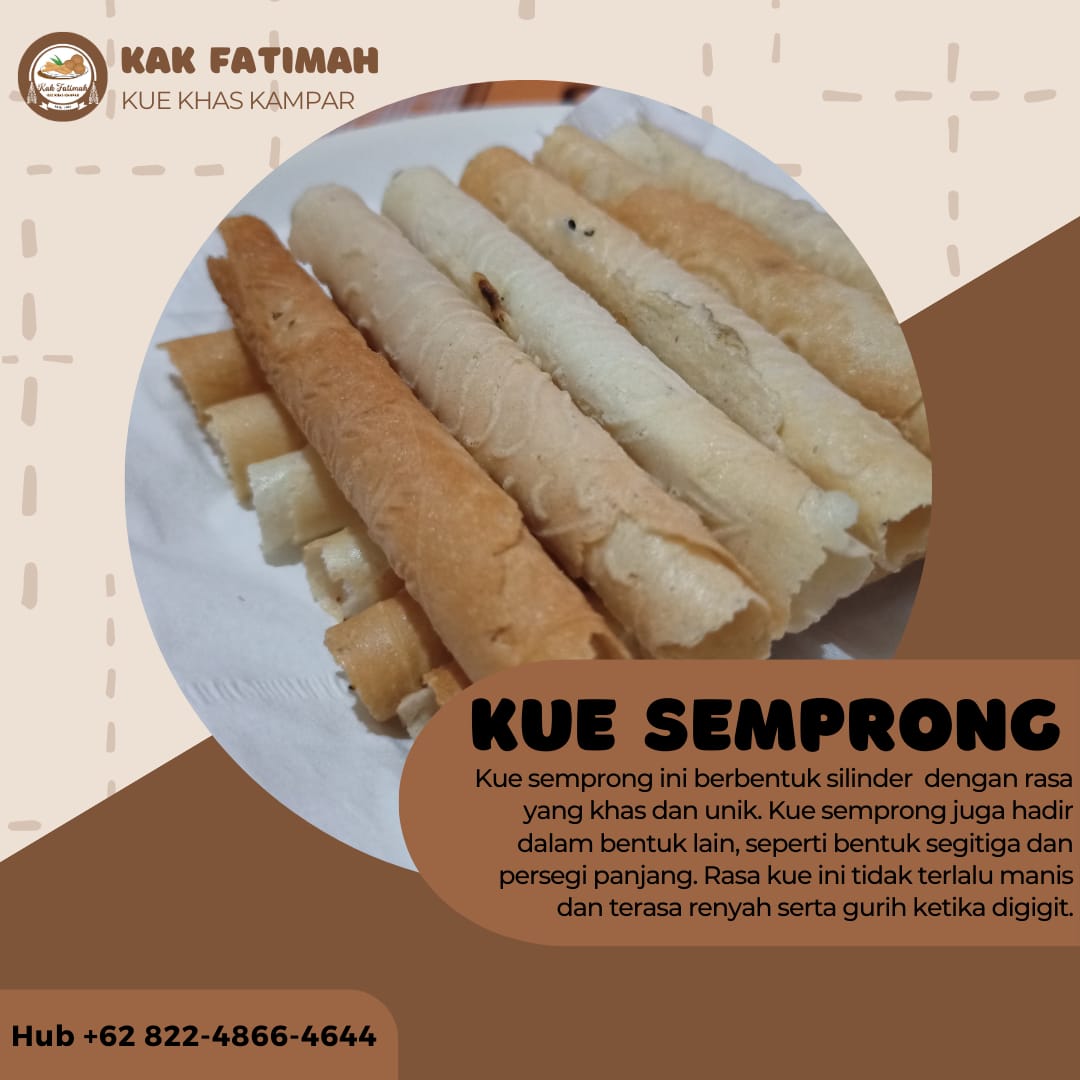 KAK FATIMAH
KUE KHAS KAMPAR
Kak Fatimah
KUE SEMPRONG
Kue semprong ini berbentuk silinder dengan rasa
yang khas dan unik. Kue semprong juga hadir
dalam bentuk lain, seperti bentuk segitiga dan
persegi panjang. Rasa kue ini tidak terlalu manis
dan terasa renyah serta gurih ketika digigit.
Hub +62 822-4866-4644